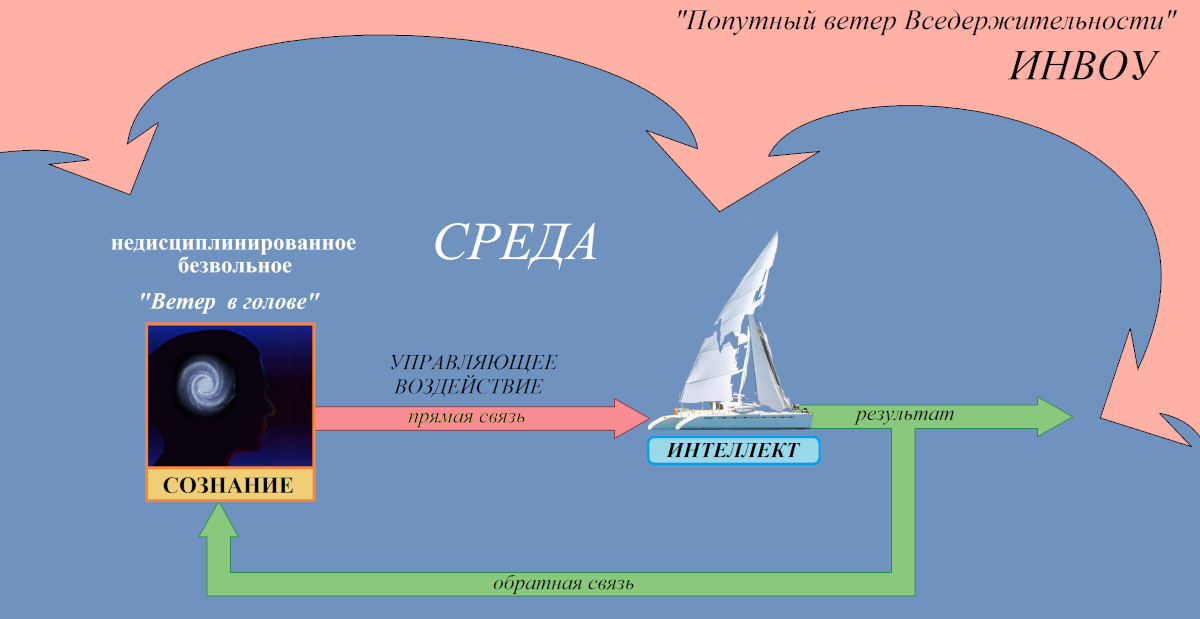 "Попутный ветер Вседержительности"
ИНВОУ
СРЕДА
недисциплинированное
безвольное
"Ветер в голове"
СОЗНАНИЕ
УПРАВЛЯЮЩЕЕ
ВОЗДЕЙСТВИЕ
прямая связь
ИНТЕЛЛЕКТ
результат
обратная связь